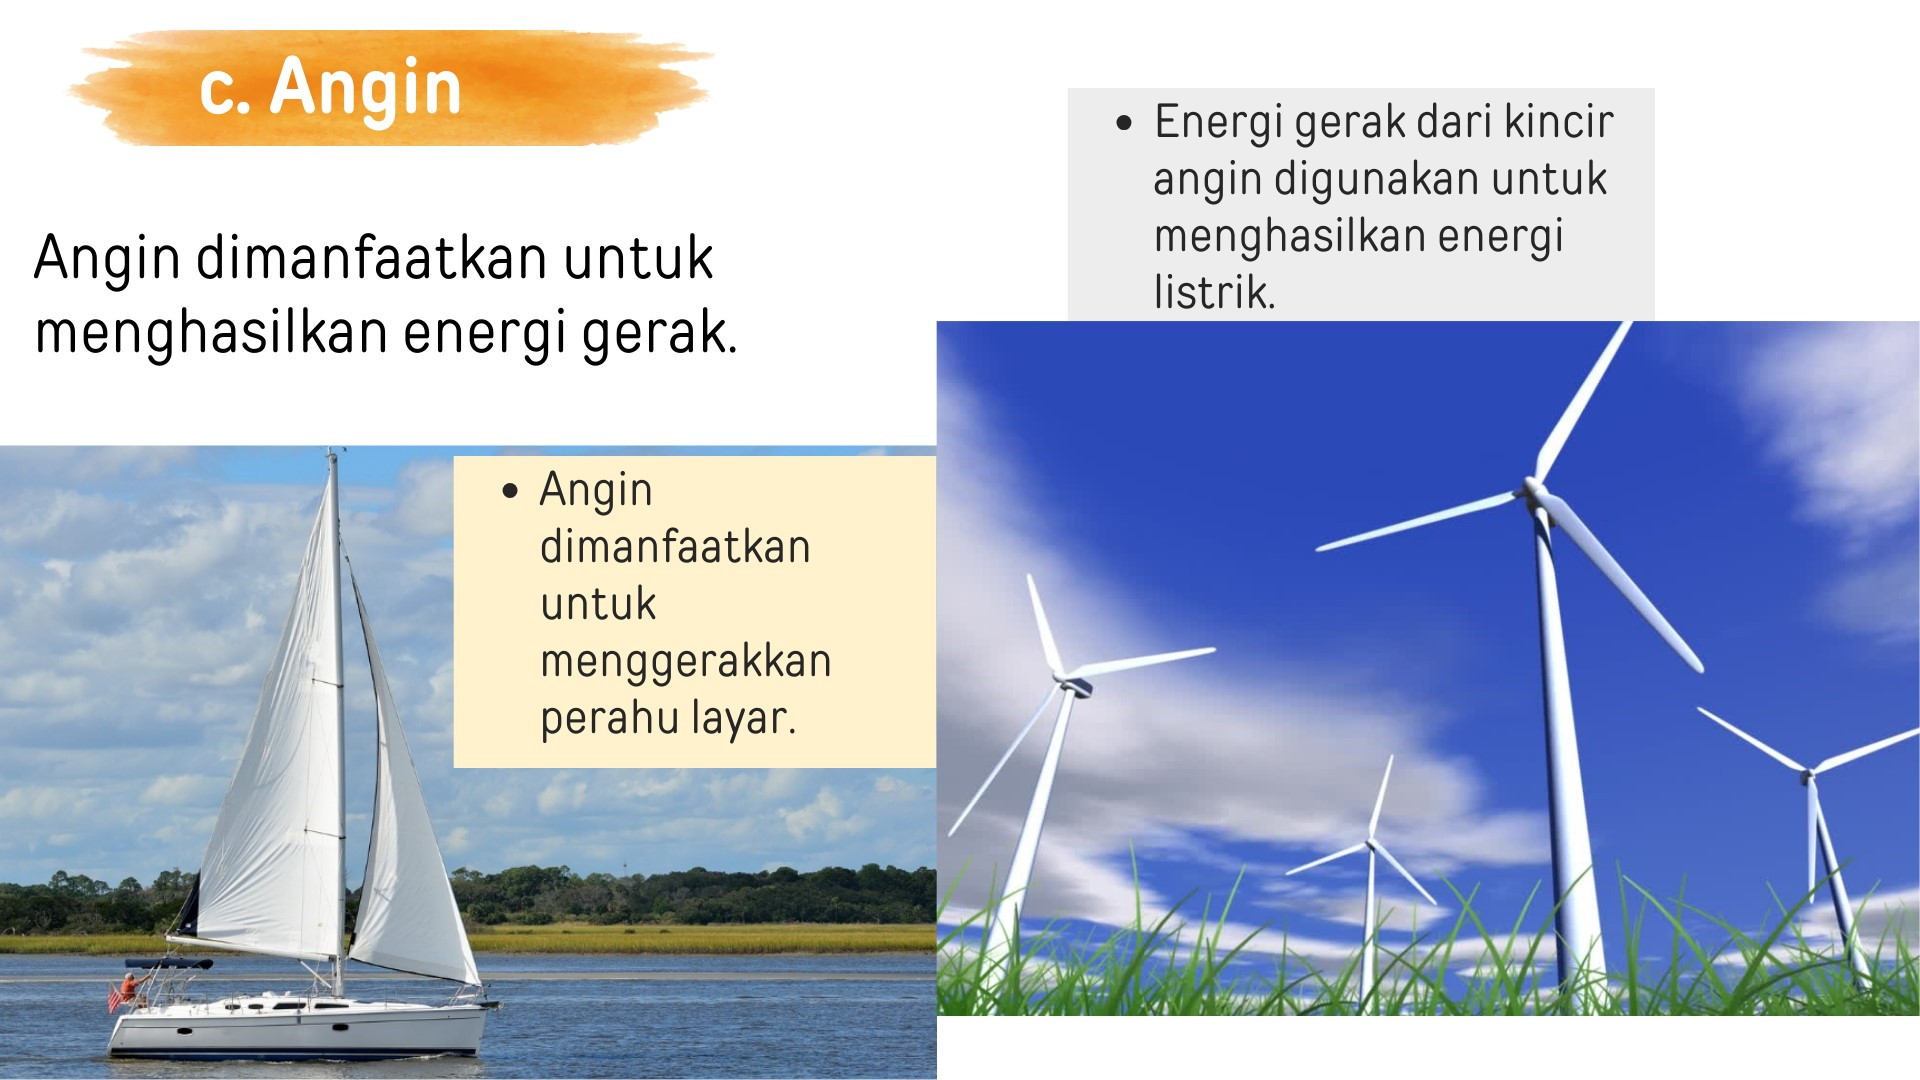 c. Angin
Angin dimanfaatkan untuk
menghasilkan energi gerak.
• Energi gerak dari kincir
angin digunakan untuk
menghasilkan energi
listrik.
• Angin
dimanfaatkan
untuk
menggerakkan
perahu layar.